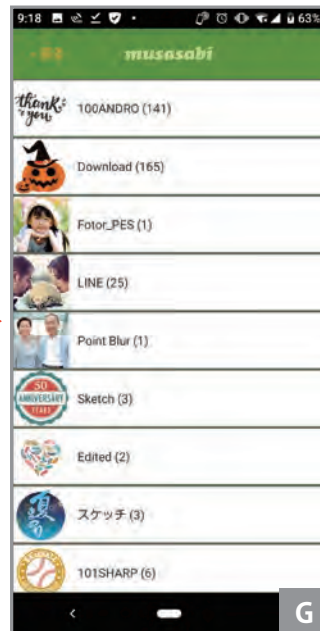 9:18
63%
musasabi
thank you
100ANDRO (141)
Download (165)
Fotor_PES (1)
LINE (25)
Point Blur (1)
50
ANNIVERSARY
YEARS
Sketch (3)
Edited (2)
夏
スケッチ (3)
101SHARP (6)
G